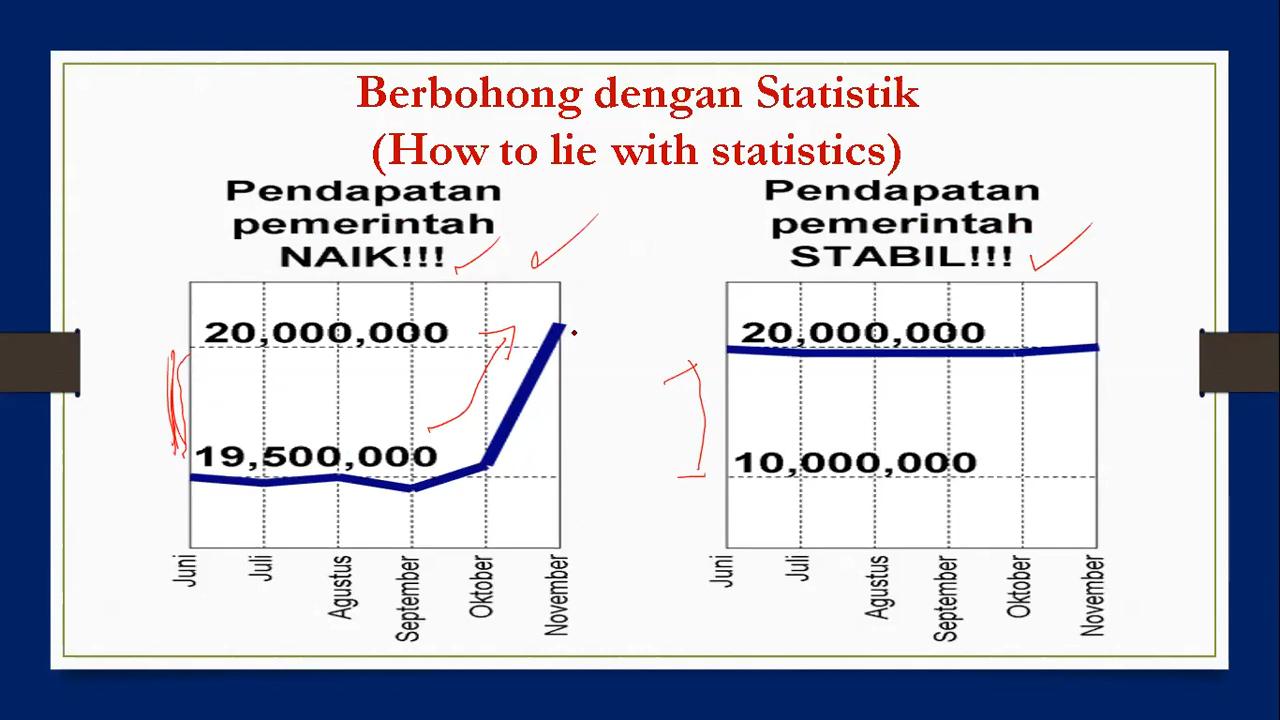 Berbohong dengan Statistik
(How to lie with statistics)
Pendapatan
pemerintah
NAIK!!!
20,000,000
19,500,000
Juni
Juli
Agustus
September
Oktober
November
Pendapatan
pemerintah
STABIL!!!
20,000,000
10,000,000
Juni
Juli
Agustus
September
Oktober
November